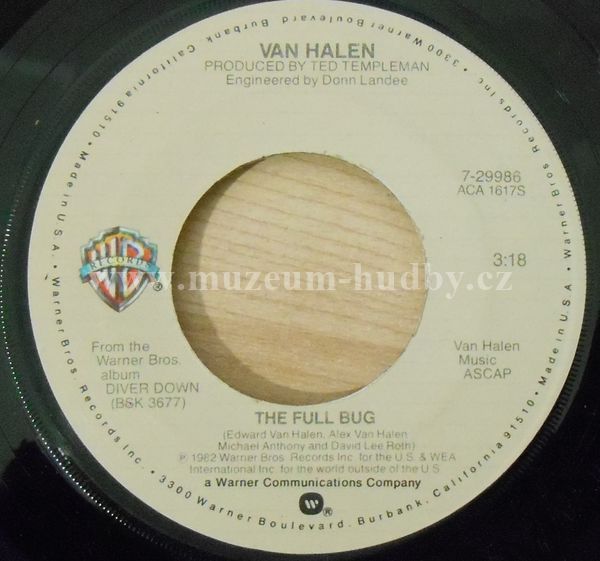 3300 Warner Boulevard, Burbank, California 91510 • Made in U.S.A. • Warner Bros. Records Inc. • 3300 Warner Boulevard, Burbank, California 91510 • Made in U.S.A. • Warner Bros. Records Inc. •
VAN HALEN
PRODUCED BY TED TEMPLEMAN
Engineered by Donn Landee
7-29986
ACA 1617S
3:18
WB
RECORDS
®
www.muzeum-hudby.cz
From the
Warner Bros.
album
DIVER DOWN
(BSK 3677)
Van Halen
Music
ASCAP
THE FULL BUG
(Edward Van Halen, Alex Van Halen
Michael Anthony and David Lee Roth)
℗ 1982 Warner Bros. Records Inc. for the U.S. & WEA
International Inc. for the world outside of the U.S.
a Warner Communications Company
®